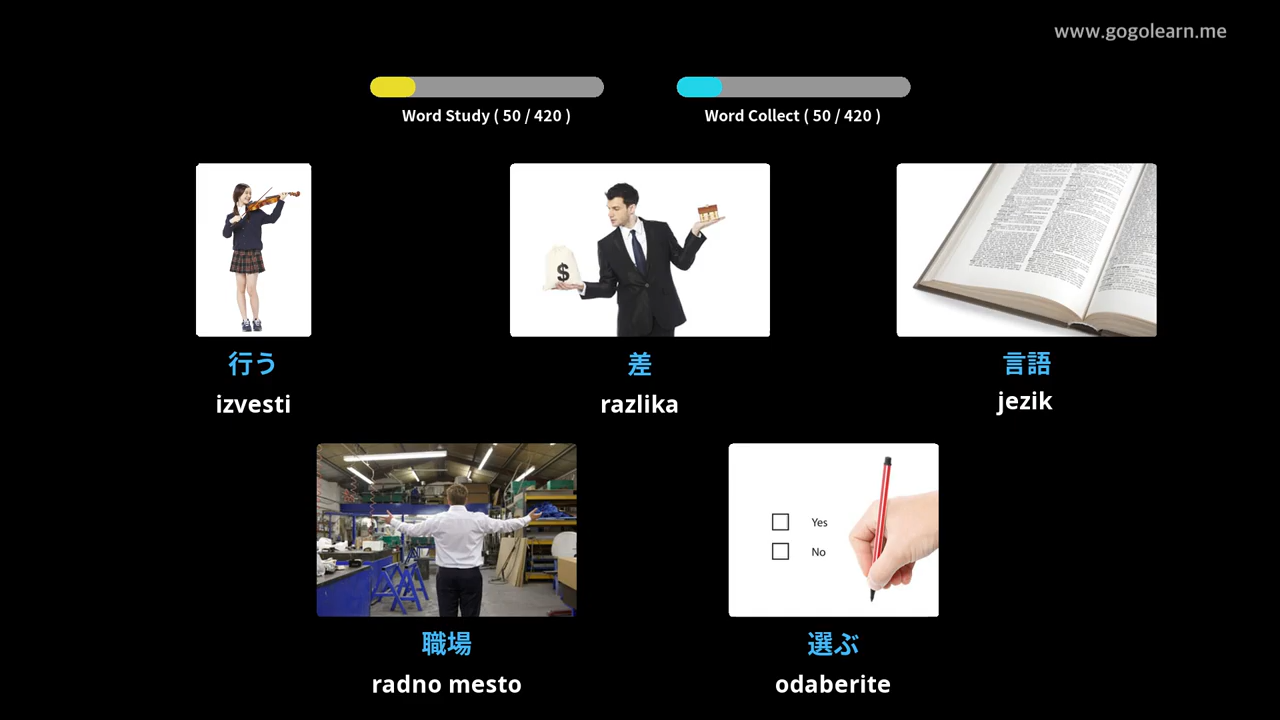 www.gogolearn.me
Word Study ( 50 / 420 )
Word Collect ( 50 / 420 )
$
行う
izvesti
差
razlika
言語
jezik
Yes
No
職場
radno mesto
選ぶ
odaberite